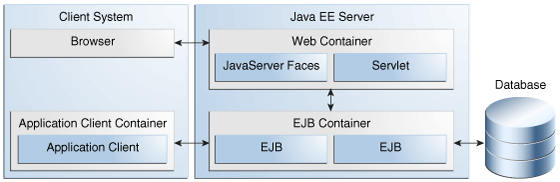 Client System
Java EE Server
Browser
Web Container
JavaServer Faces
Servlet
Database
Application Client Container
Application Client
EJB Container
EJB
EJB